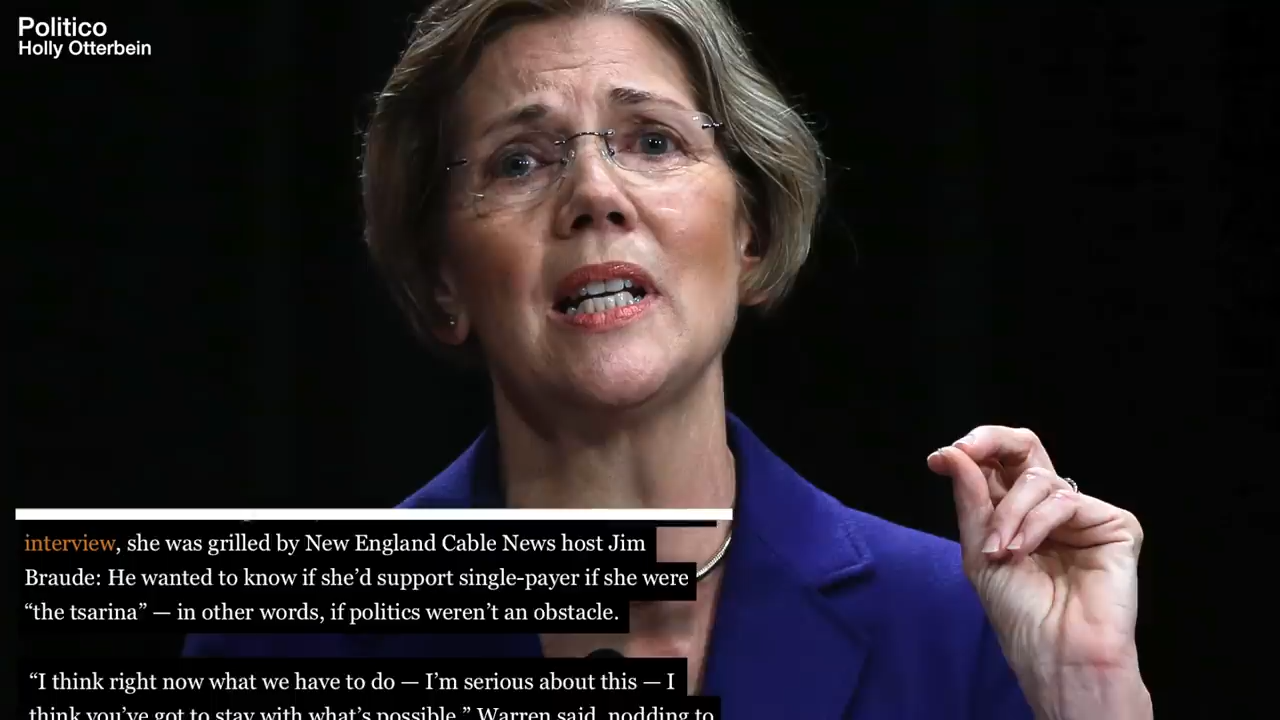 Politico
Holly Otterbein
interview, she was grilled by New England Cable News host Jim
Braude: He wanted to know if she’d support single-payer if she were
“the tsarina” — in other words, if politics weren’t an obstacle.
“I think right now what we have to do — I’m serious about this — I
think you’ve got to stay with what’s possible.” Warren said, nodding to